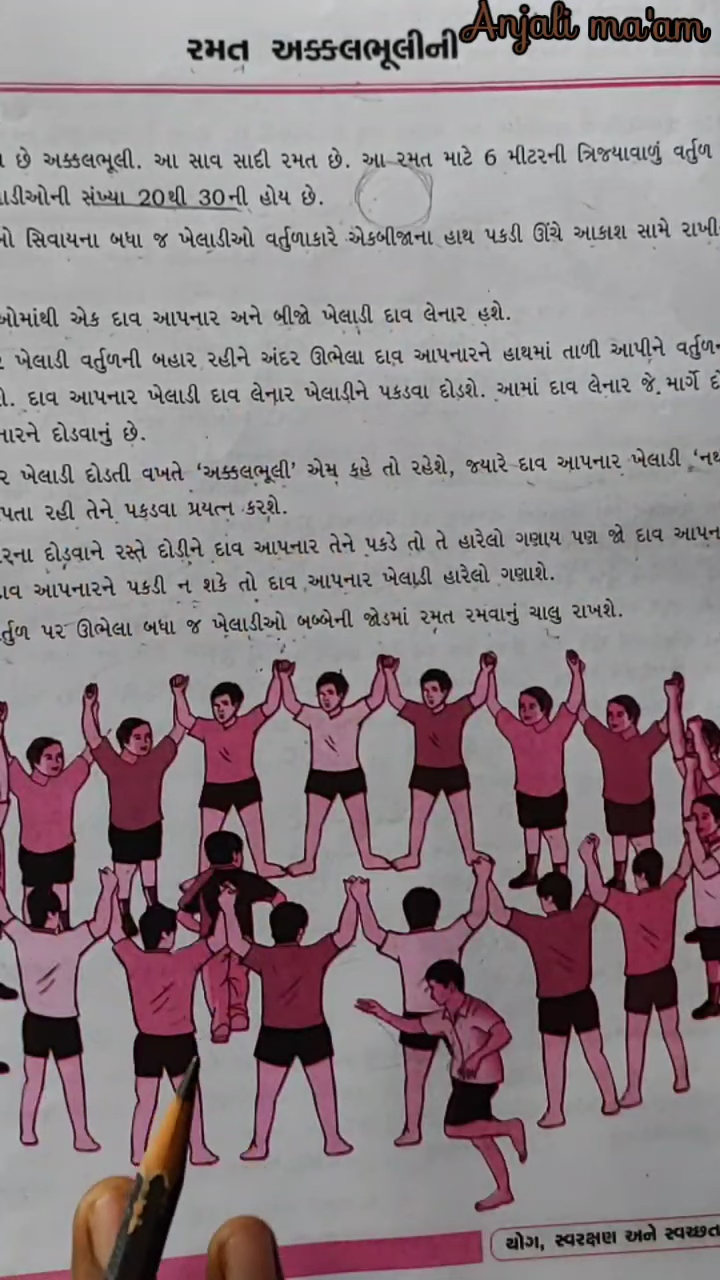 Anjali ma'am
રમત અક્કલભૂલીની
છે અક્કલભૂલી. આ સાવ સાદી રમત છે. આ રમત માટે 6 મીટરની ત્રિજ્યાવાળું વર્તુળ
ાડીઓની સંખ્યા 20થી 30ની હોય છે.
સિવાયના બધા જ ખેલાડીઓ વર્તુળાકારે એકબીજાના હાથ પકડી ઊંચે આકાશ સામે રાખી
ઓમાંથી એક દાવ આપનાર અને બીજો ખેલાડી દાવ લેનાર હશે.
ખેલાડી વર્તુળની બહાર રહીને અંદર ઊભેલા દાવ આપનારને હાથમાં તાળી આપીને વર્તુળ
દાવ આપનાર ખેલાડી દાવ લેનાર ખેલાડીને પકડવા દોડશે. આમાં દાવ લેનાર જે માર્ગે
નારને દોડવાનું છે.
ખેલાડી દોડતી વખતે ‘અક્કલભૂલી’ એમ કહે તો રહેશે, જ્યારે દાવ આપનાર ખેલાડી ‘નથ
પતા રહી તેને પકડવા પ્રયત્ન કરશે.
રના દોડવાને રસ્તે દોડીને દાવ આપનાર તેને પકડે તો તે હારેલો ગણાય પણ જો દાવ આપન
ાવ આપનારને પકડી ન શકે તો દાવ આપનાર ખેલાડી હારેલો ગણાશે.
ર્તુળ પર ઊભેલા બધા જ ખેલાડીઓ બબ્બેની જોડમાં રમત રમવાનું ચાલુ રાખશે.
યોગ, સ્વરક્ષણ અને સ્વચ્છત